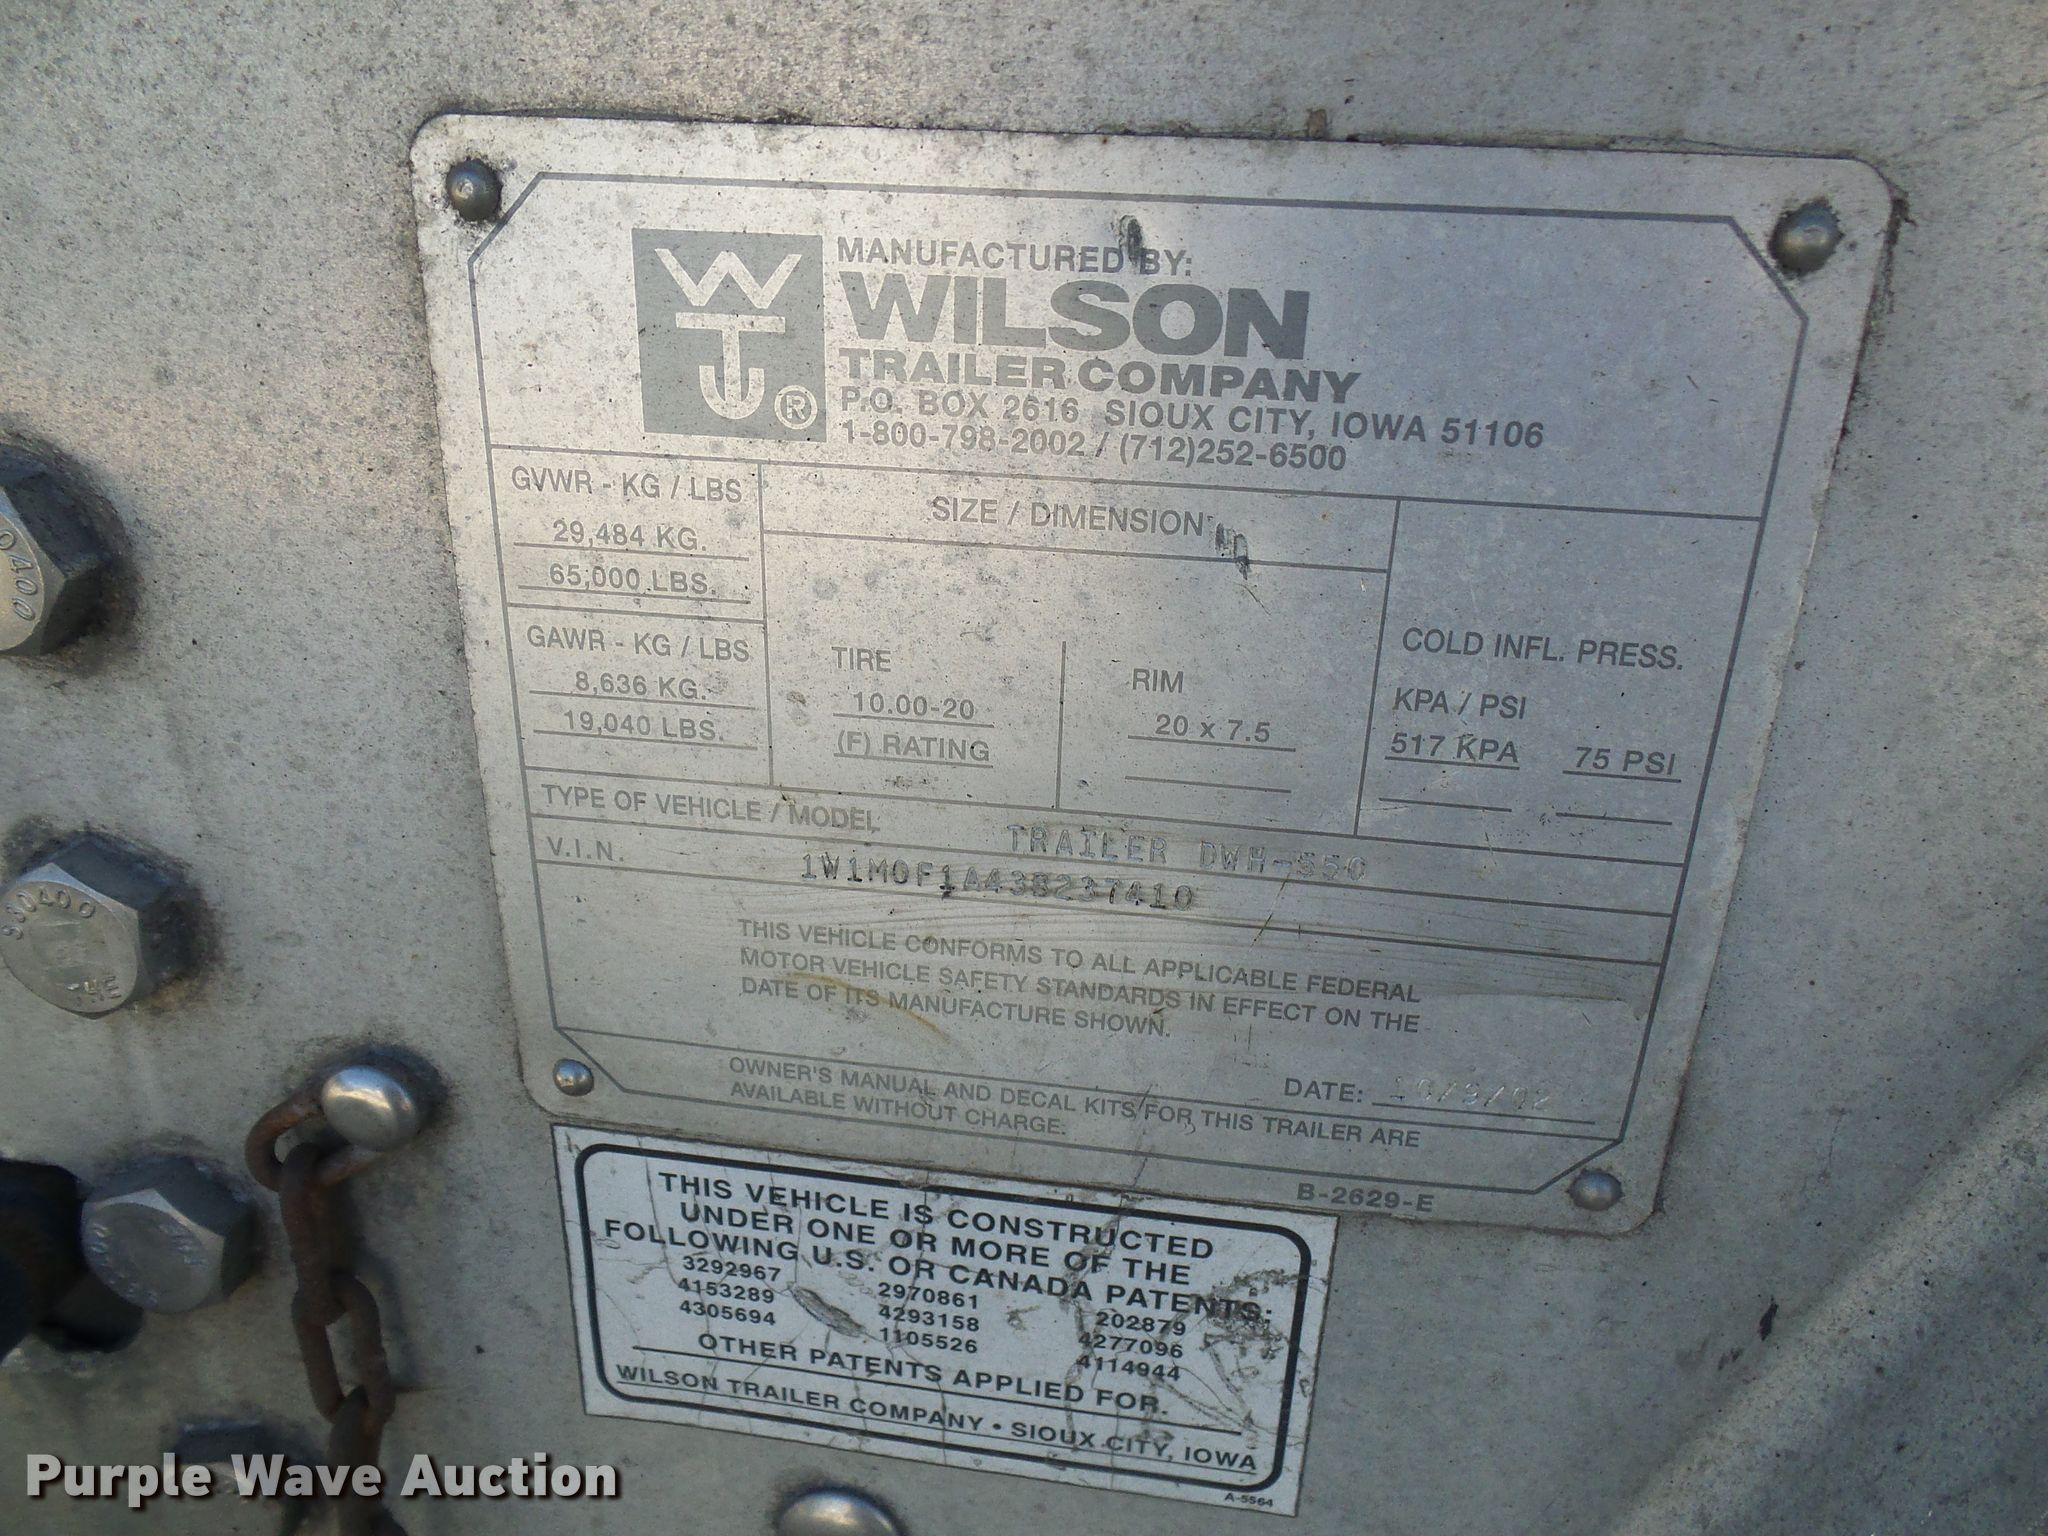 MANUFACTURED BY:
WILSON
TRAILER COMPANY
P.O. BOX 2616 SIOUX CITY, IOWA 51106
1-800-798-2002 / (712)252-6500
WTJ ®
GVWR - KG / LBS
29,484 KG.
65,000 LBS.
GAWR - KG / LBS
8,636 KG.
19,040 LBS.
SIZE / DIMENSION
TIRE
10.00-20
(F) RATING
RIM
20 x 7.5
COLD INFL. PRESS.
KPA / PSI
517 KPA 75 PSI
TYPE OF VEHICLE / MODEL TRAILER DWH-550
V.I.N. 1W1M0F1A43B237410
THIS VEHICLE CONFORMS TO ALL APPLICABLE FEDERAL
MOTOR VEHICLE SAFETY STANDARDS IN EFFECT ON THE
DATE OF ITS MANUFACTURE SHOWN.
DATE:
OWNER'S MANUAL AND DECAL KITS FOR THIS TRAILER ARE
AVAILABLE WITHOUT CHARGE.
B-2629-E
THIS VEHICLE IS CONSTRUCTED
UNDER ONE OR MORE OF THE
FOLLOWING U.S. OR CANADA PATENTS:
3292967 2970861 202879
4153289 4293158 4277096
4305694 1105526 4114944
OTHER PATENTS APPLIED FOR.
WILSON TRAILER COMPANY • SIOUX CITY, IOWA
A-5564
S30400
Purple Wave Auction